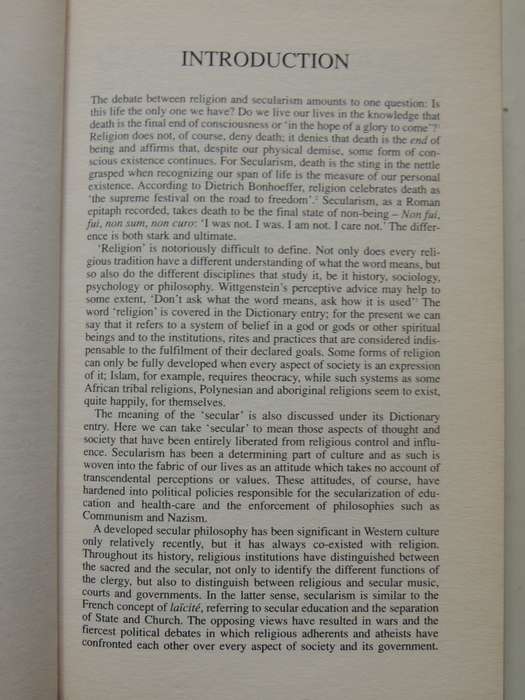 INTRODUCTION
The debate between religion and secularism amounts to one question: Is
this life the only one we have? Do we live our lives in the knowledge that
death is the final end of consciousness or 'in the hope of a glory to come'?¹
Religion does not, of course, deny death; it denies that death is the end of
being and affirms that, despite our physical demise, some form of con-
scious existence continues. For Secularism, death is the sting in the nettle
grasped when recognizing our span of life is the measure of our personal
existence. According to Dietrich Bonhoeffer, religion celebrates death as
'the supreme festival on the road to freedom'.² Secularism, as a Roman
epitaph recorded, takes death to be the final state of non-being – Non fui,
fui, non sum, non curo: 'I was not. I was. I am not. I care not.' The differ-
ence is both stark and ultimate.
'Religion' is notoriously difficult to define. Not only does every reli-
gious tradition have a different understanding of what the word means, but
so also do the different disciplines that study it, be it history, sociology,
psychology or philosophy. Wittgenstein's perceptive advice may help to
some extent, 'Don't ask what the word means, ask how it is used'³ The
word 'religion' is covered in the Dictionary entry; for the present we can
say that it refers to a system of belief in a god or gods or other spiritual
beings and to the institutions, rites and practices that are considered indis-
pensable to the fulfilment of their declared goals. Some forms of religion
can only be fully developed when every aspect of society is an expression
of it; Islam, for example, requires theocracy, while such systems as some
African tribal religions, Polynesian and aboriginal religions seem to exist,
quite happily, for themselves.
The meaning of the 'secular' is also discussed under its Dictionary
entry. Here we can take 'secular' to mean those aspects of thought and
society that have been entirely liberated from religious control and influ-
ence. Secularism has been a determining part of culture and as such is
woven into the fabric of our lives as an attitude which takes no account of
transcendental perceptions or values. These attitudes, of course, have
hardened into political policies responsible for the secularization of edu-
cation and health-care and the enforcement of philosophies such as
Communism and Nazism.
A developed secular philosophy has been significant in Western culture
only relatively recently, but it has always co-existed with religion.
Throughout its history, religious institutions have distinguished between
the sacred and the secular, not only to identify the different functions of
the clergy, but also to distinguish between religious and secular music,
courts and governments. In the latter sense, secularism is similar to the
French concept of laïcité, referring to secular education and the separation
of State and Church. The opposing views have resulted in wars and the
fiercest political debates in which religious adherents and atheists have
confronted each other over every aspect of society and its government.